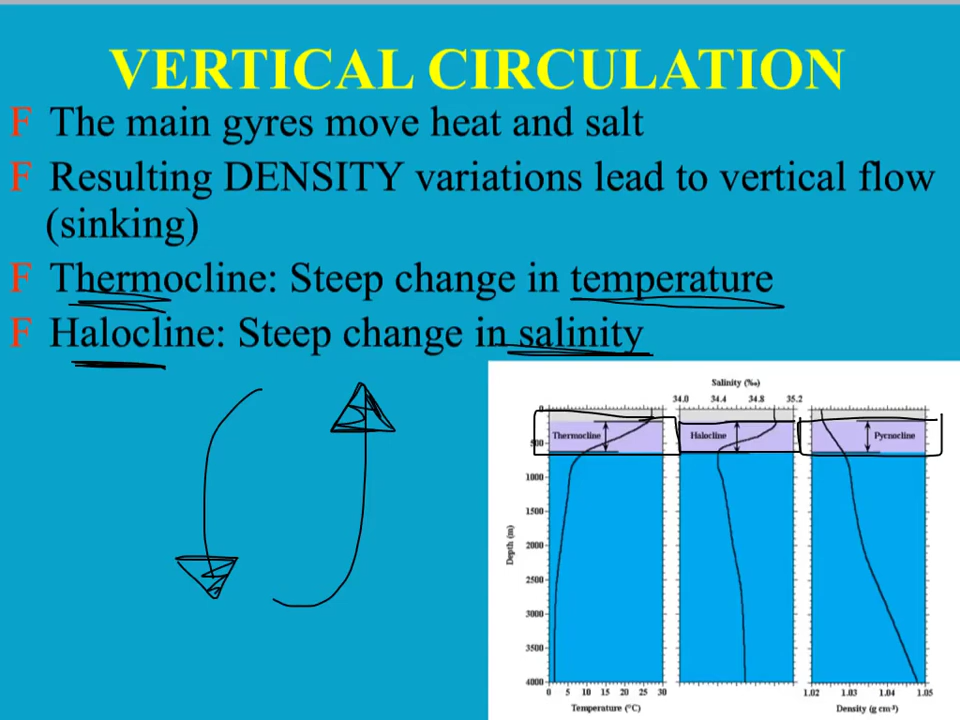 VERTICAL CIRCULATION
F The main gyres move heat and salt
F Resulting DENSITY variations lead to vertical flow
(sinking)
F Thermocline: Steep change in temperature
F Halocline: Steep change in salinity
Salinity (‰)
34.0 34.4 34.8 35.2
0
Thermocline
Halocline
Pycnocline
500
1000
1500
2000
2500
3000
3500
4000
Depth (m)
0 5 10 15 20 25 30
1.02 1.03 1.04 1.05
Temperature (°C)
Density (g cm⁻³)